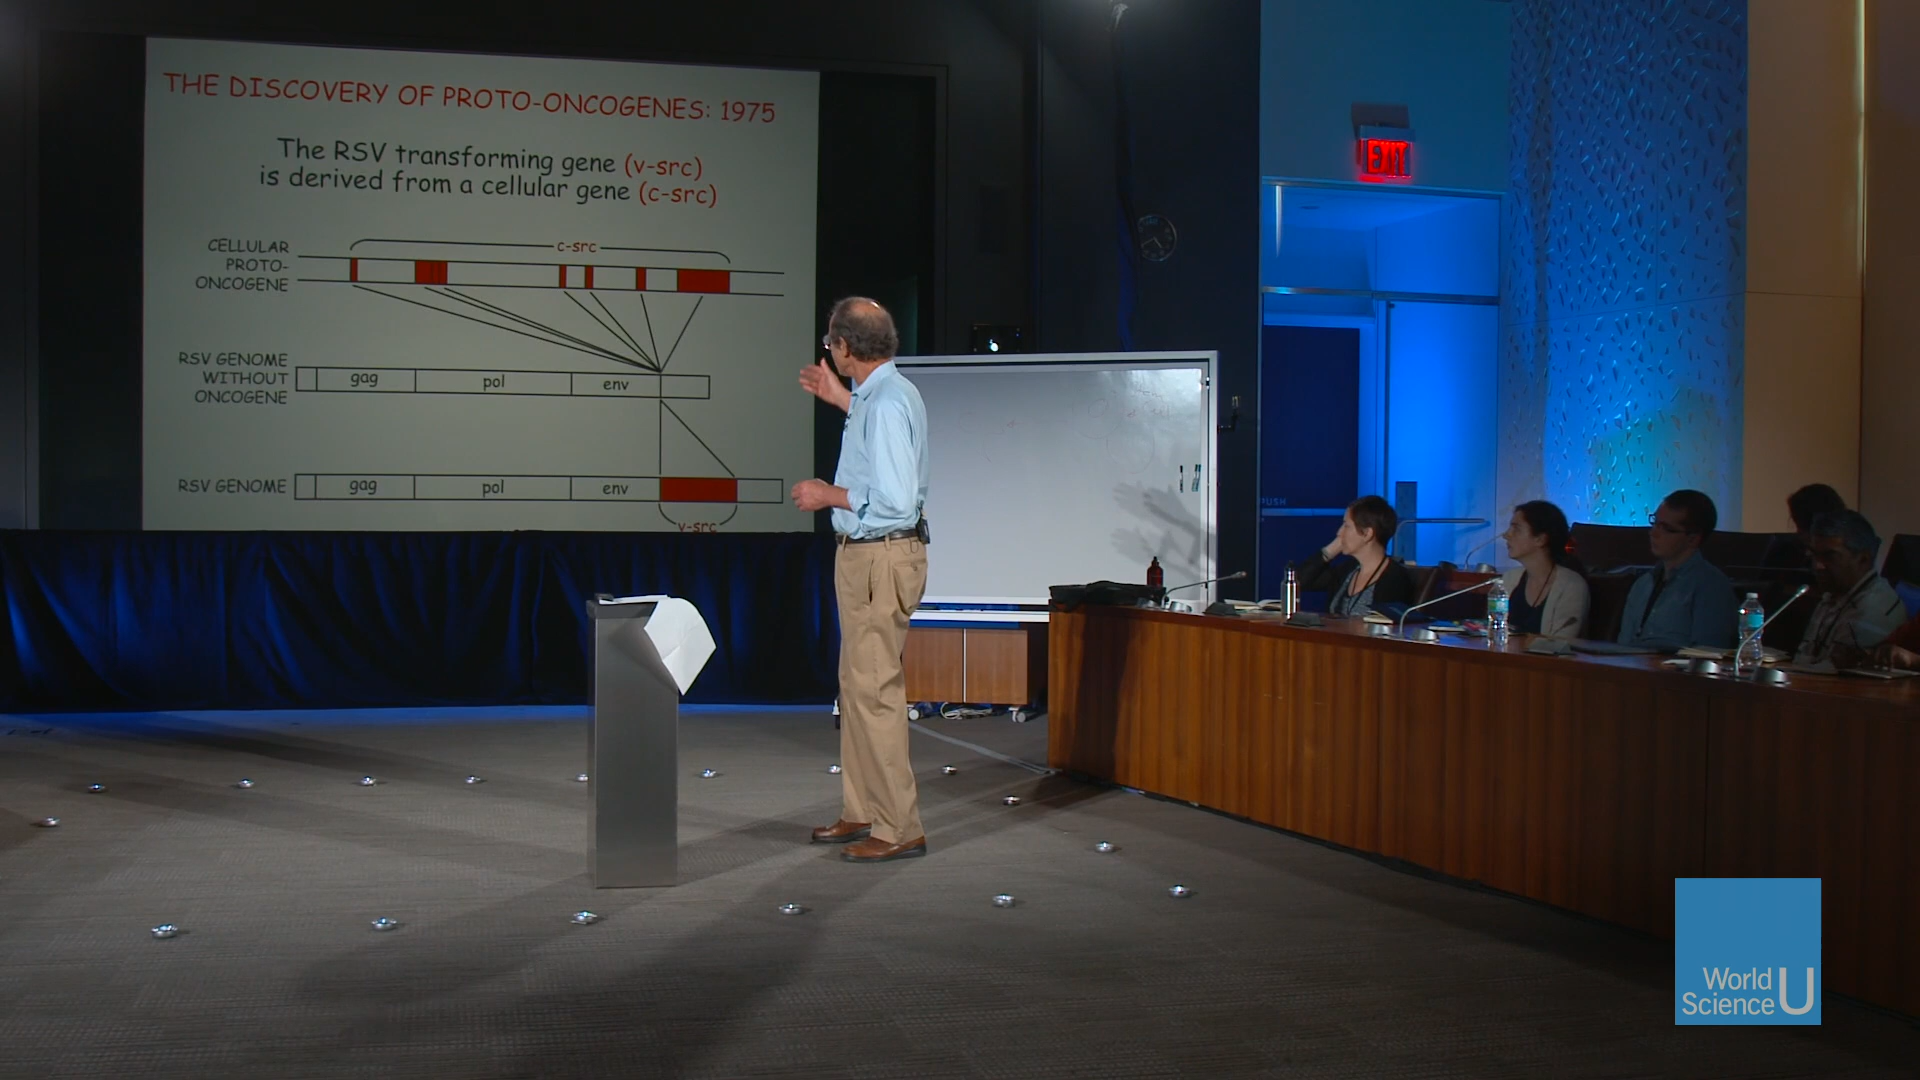 THE DISCOVERY OF PROTO-ONCOGENES: 1975
The RSV transforming gene (v-src)
is derived from a cellular gene (c-src)
c-src
CELLULAR
PROTO-
ONCOGENE
RSV GENOME
WITHOUT
ONCOGENE
gag pol env
RSV GENOME
gag pol env
v-src
EXIT
PUSH
World
Science U